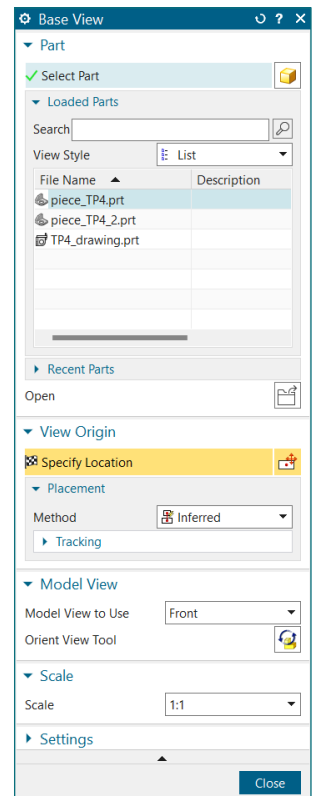 Base View
Part
Select Part
Loaded Parts
Search
View Style List
File Name Description
piece_TP4.prt
piece_TP4_2.prt
TP4_drawing.prt
Recent Parts
Open
View Origin
Specify Location
Placement
Method Inferred
Tracking
Model View
Model View to Use Front
Orient View Tool
Scale
Scale 1:1
Settings
Close